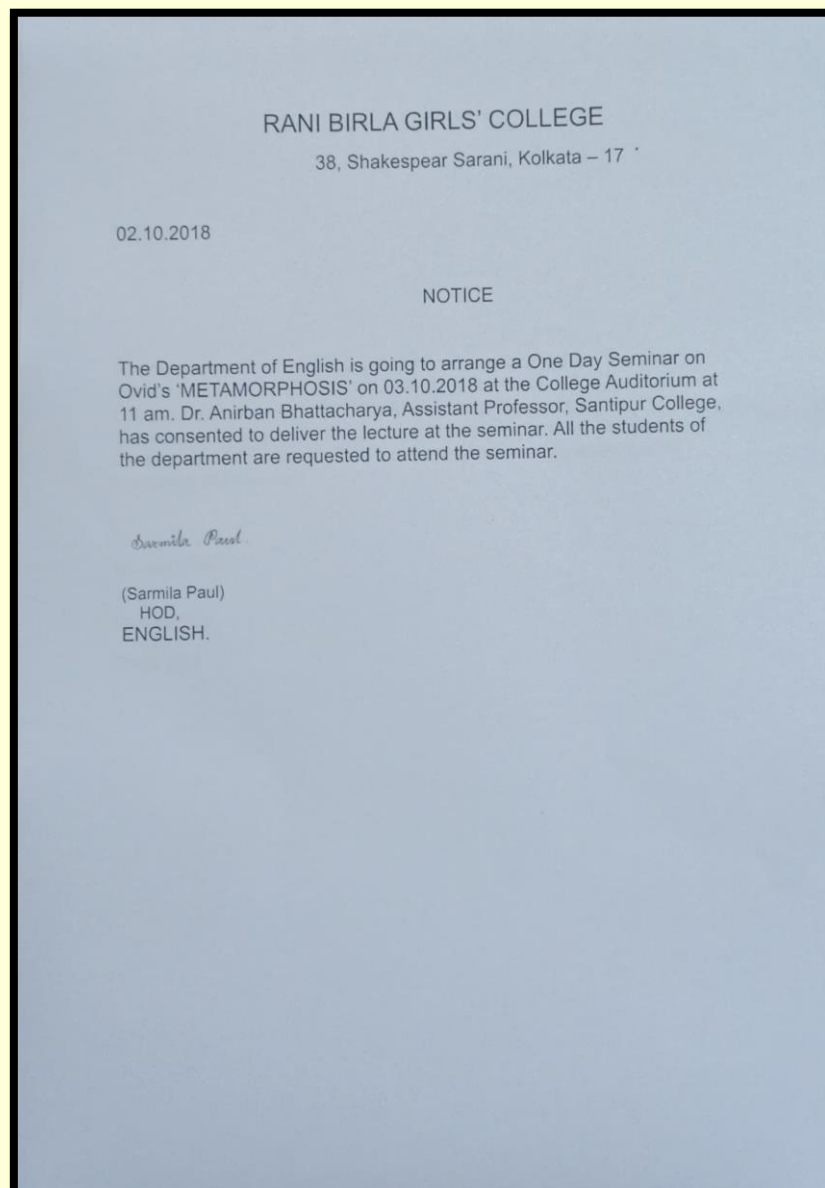 RANI BIRLA GIRLS' COLLEGE
38, Shakespear Sarani, Kolkata – 17
02.10.2018
NOTICE
The Department of English is going to arrange a One Day Seminar on
Ovid's 'METAMORPHOSIS' on 03.10.2018 at the College Auditorium at
11 am. Dr. Anirban Bhattacharya, Assistant Professor, Santipur College,
has consented to deliver the lecture at the seminar. All the students of
the department are requested to attend the seminar.
Sarmila Paul
(Sarmila Paul)
HOD,
ENGLISH.